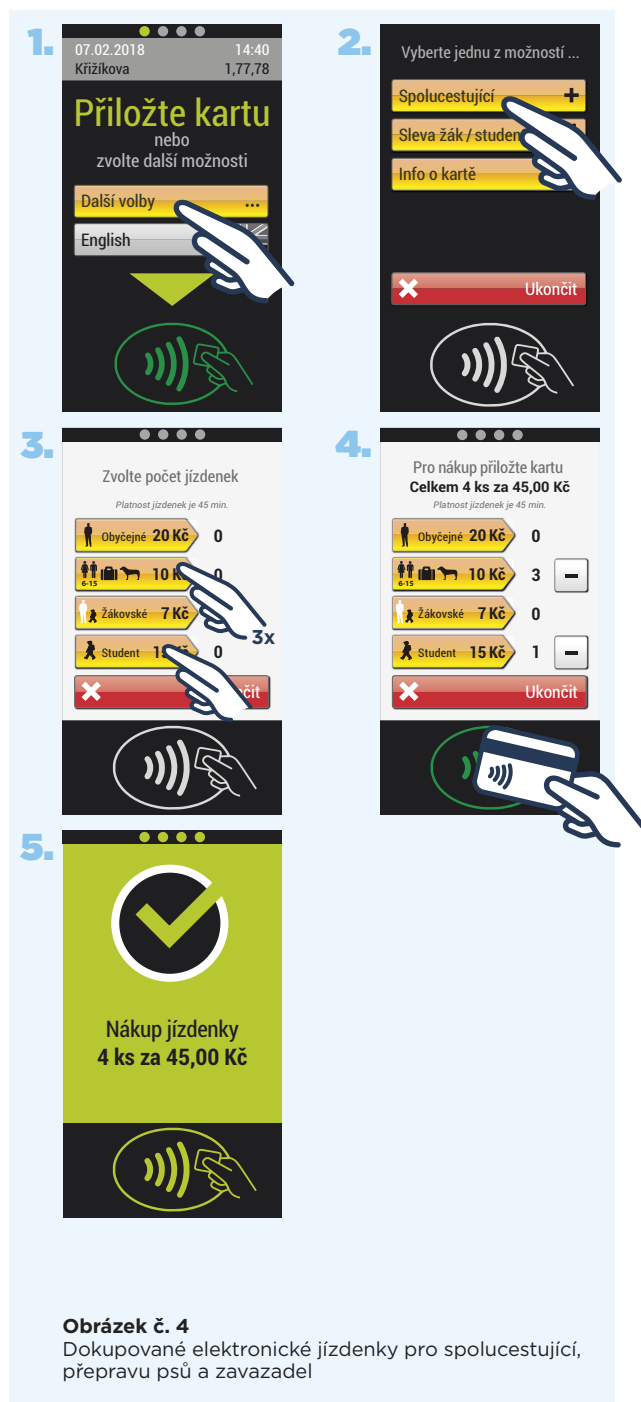 1.
07.02.2018 14:40
Křižíkova 1,77,78
Přiložte kartu
nebo
zvolte další možnosti
Další volby ...
English
2.
Vyberte jednu z možností ...
Spolucestující +
Sleva žák / studen
Info o kartě
Ukončit
3.
Zvolte počet jízdenek
Platnost jízdenek je 45 min.
Obyčejné 20 Kč 0
6-15 10 K 0
3x
Žákovské 7 Kč 0
Student 15 Kč 0
čit
4.
Pro nákup přiložte kartu
Celkem 4 ks za 45,00 Kč
Platnost jízdenek je 45 min.
Obyčejné 20 Kč 0
6-15 10 Kč 3 –
Žákovské 7 Kč 0
Student 15 Kč 1 –
Ukončit
5.
Nákup jízdenky
4 ks za 45,00 Kč
Obrázek č. 4
Dokupované elektronické jízdenky pro spolucestující,
přepravu psů a zavazadel